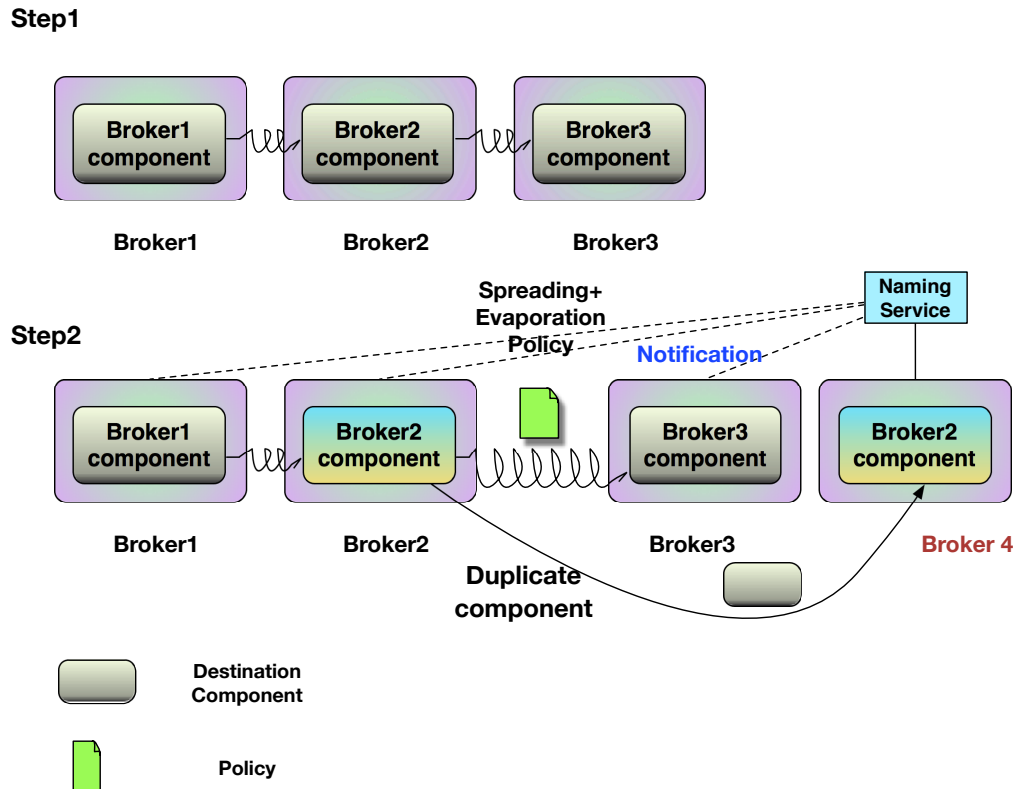 Step1
Broker1
component
Broker2
component
Broker3
component
Broker1
Broker2
Broker3
Spreading+
Evaporation
Policy
Naming
Service
Step2
Notification
Broker1
component
Broker2
component
Broker3
component
Broker2
component
Broker1
Broker2
Broker3
Broker 4
Duplicate
component
Destination
Component
Policy